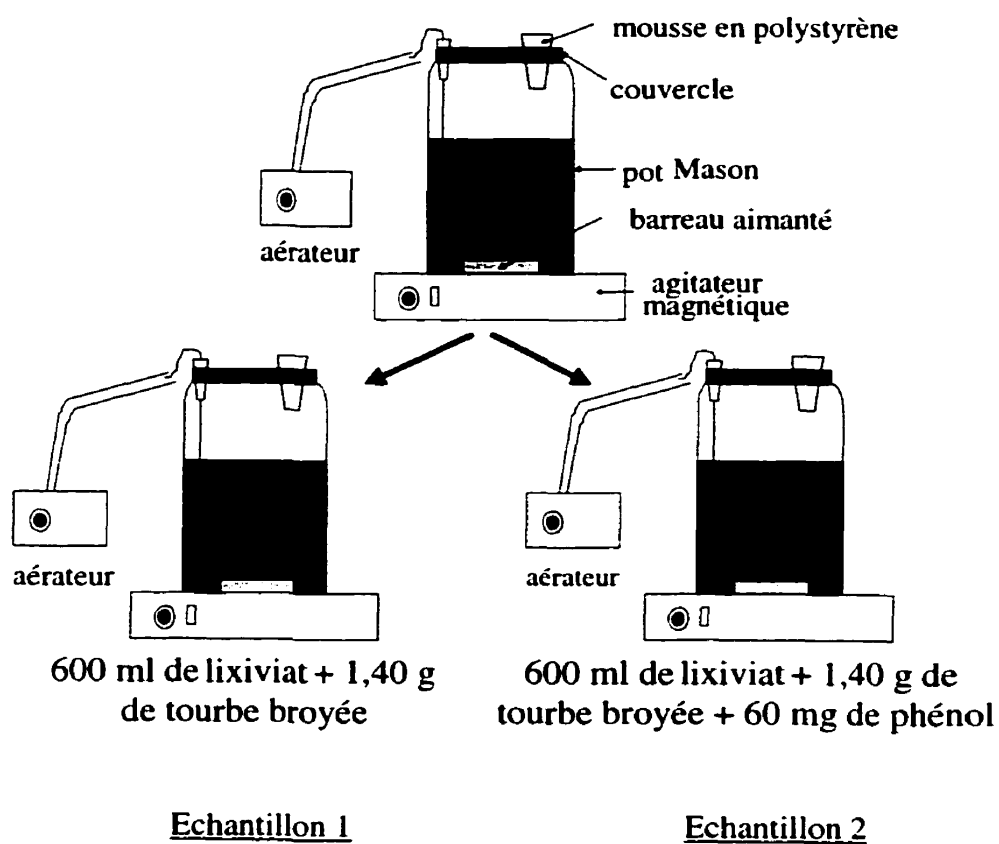 mousse en polystyrène
couvercle
pot Mason
barreau aimanté
aérateur
agitateur
magnétique
aérateur
aérateur
600 ml de lixiviat + 1,40 g
de tourbe broyée
600 ml de lixiviat + 1,40 g de
tourbe broyée + 60 mg de phénol
Echantillon 1
Echantillon 2